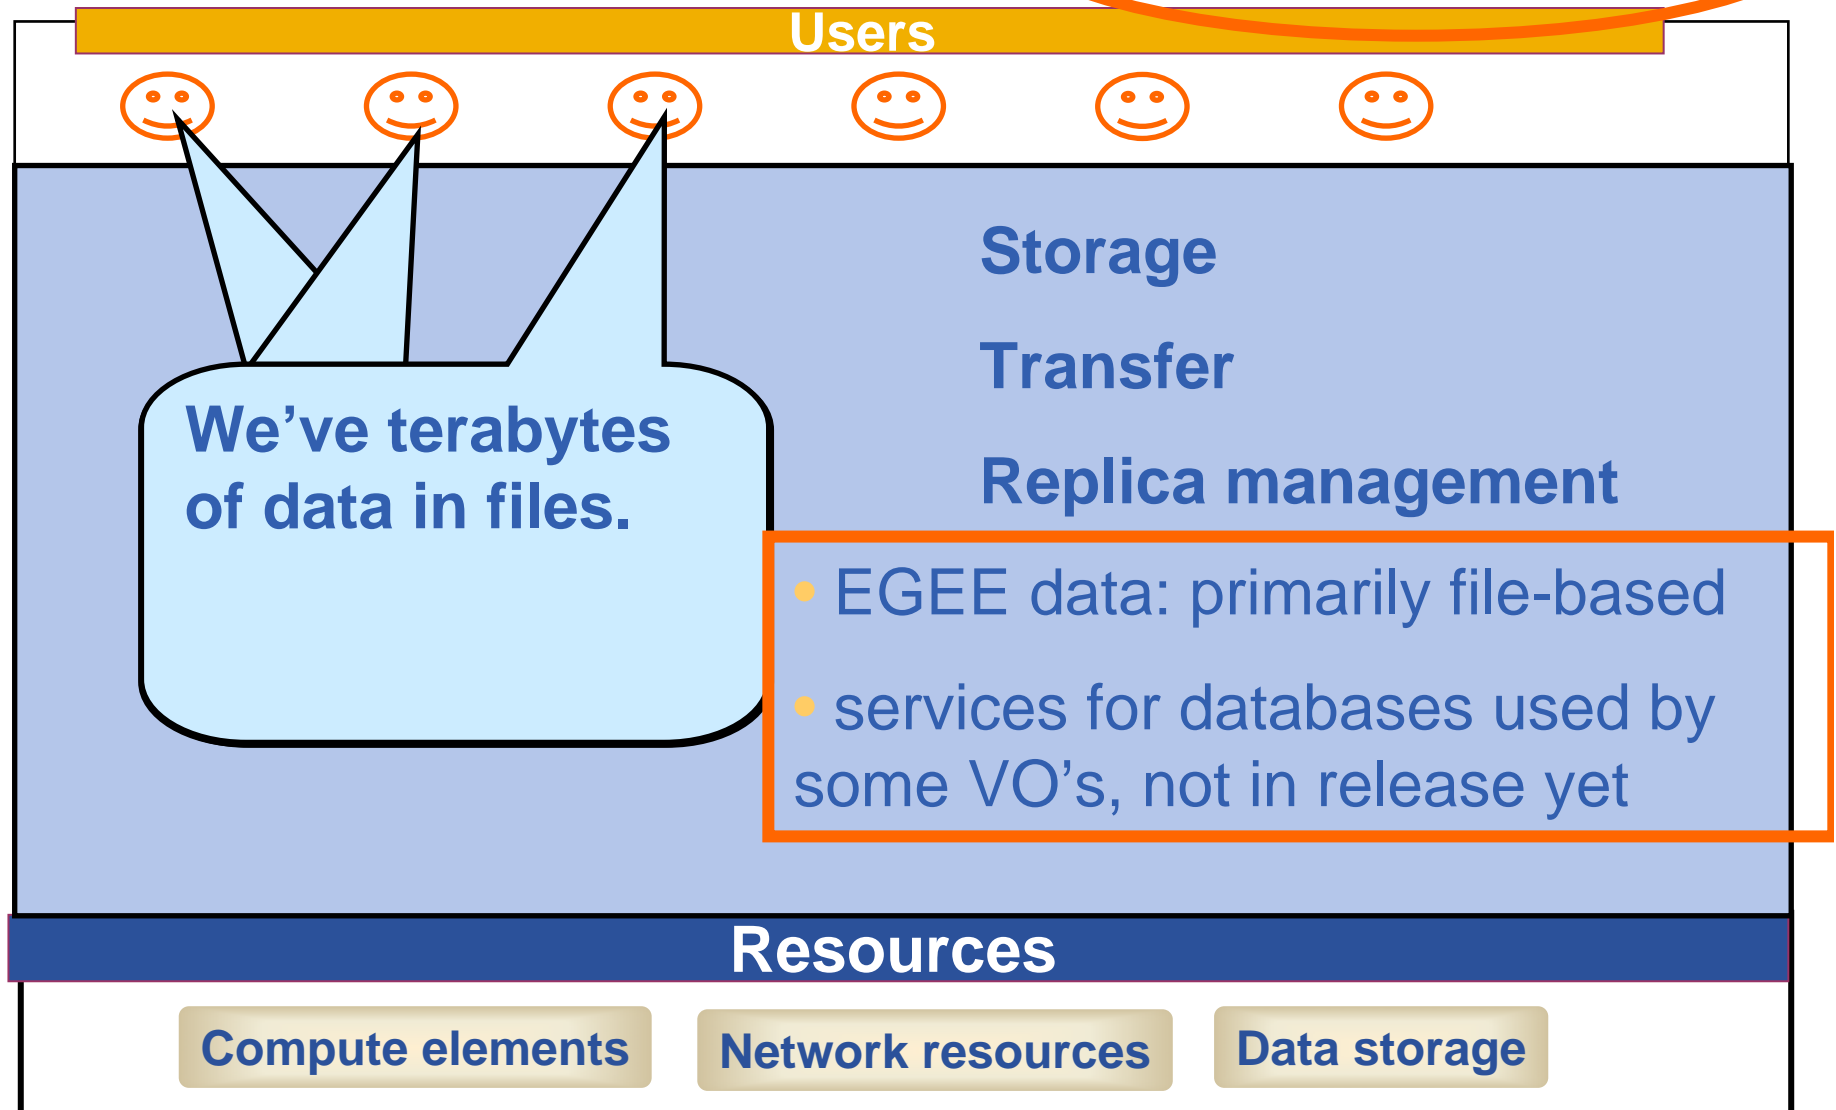 Users
We’ve terabytes
of data in files.
Storage
Transfer
Replica management
• EGEE data: primarily file-based
• services for databases used by
some VO’s, not in release yet
Resources
Compute elements
Network resources
Data storage